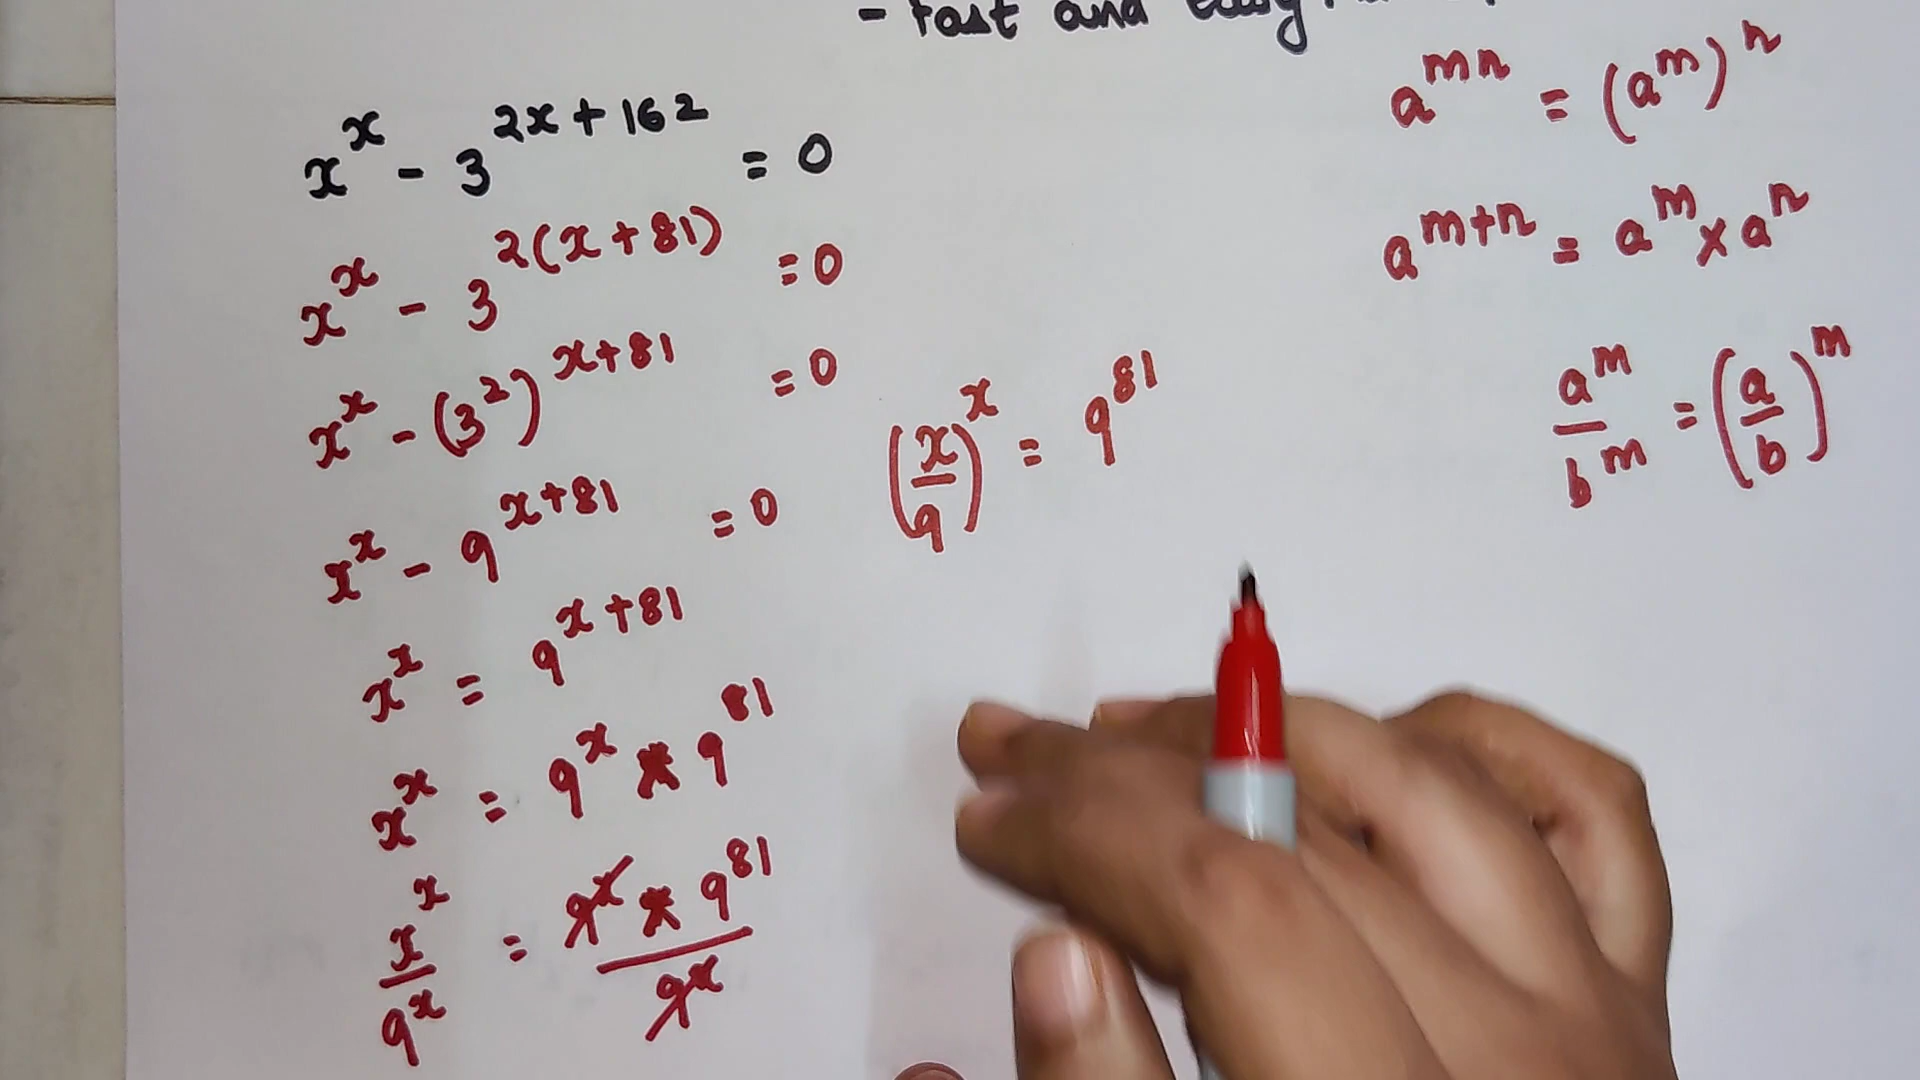 - Fast and easy
x^x - 3^(2x+162) = 0
x^x - 3^(2(x+81)) = 0
x^x - (3^2)^(x+81) = 0
x^x - 9^(x+81) = 0
x^x = 9^(x+81)
x^x = 9^x * 9^81
x^x / 9^x = 9^x * 9^81 / 9^x
(x/9)^x = 9^81
a^(mn) = (a^m)^n
a^(m+n) = a^m × a^n
a^m / b^m = (a/b)^m